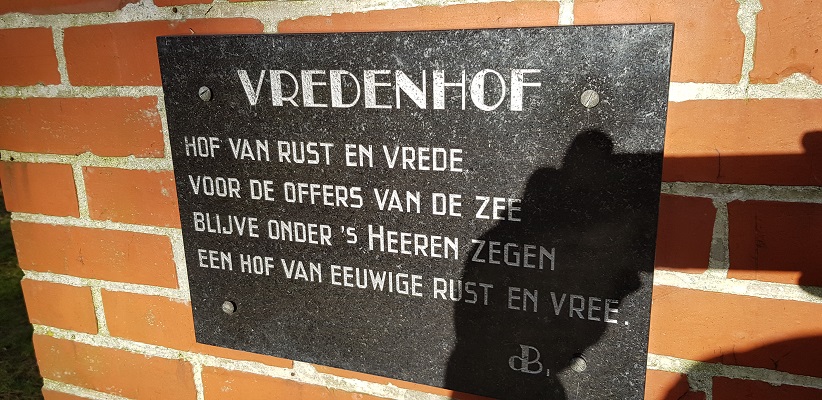 VREDENHOF
HOF VAN RUST EN VREDE
VOOR DE OFFERS VAN DE ZEE
BLIJVE ONDER 's HEEREN ZEGEN
EEN HOF VAN EEUWIGE RUST EN VREE.
dB,